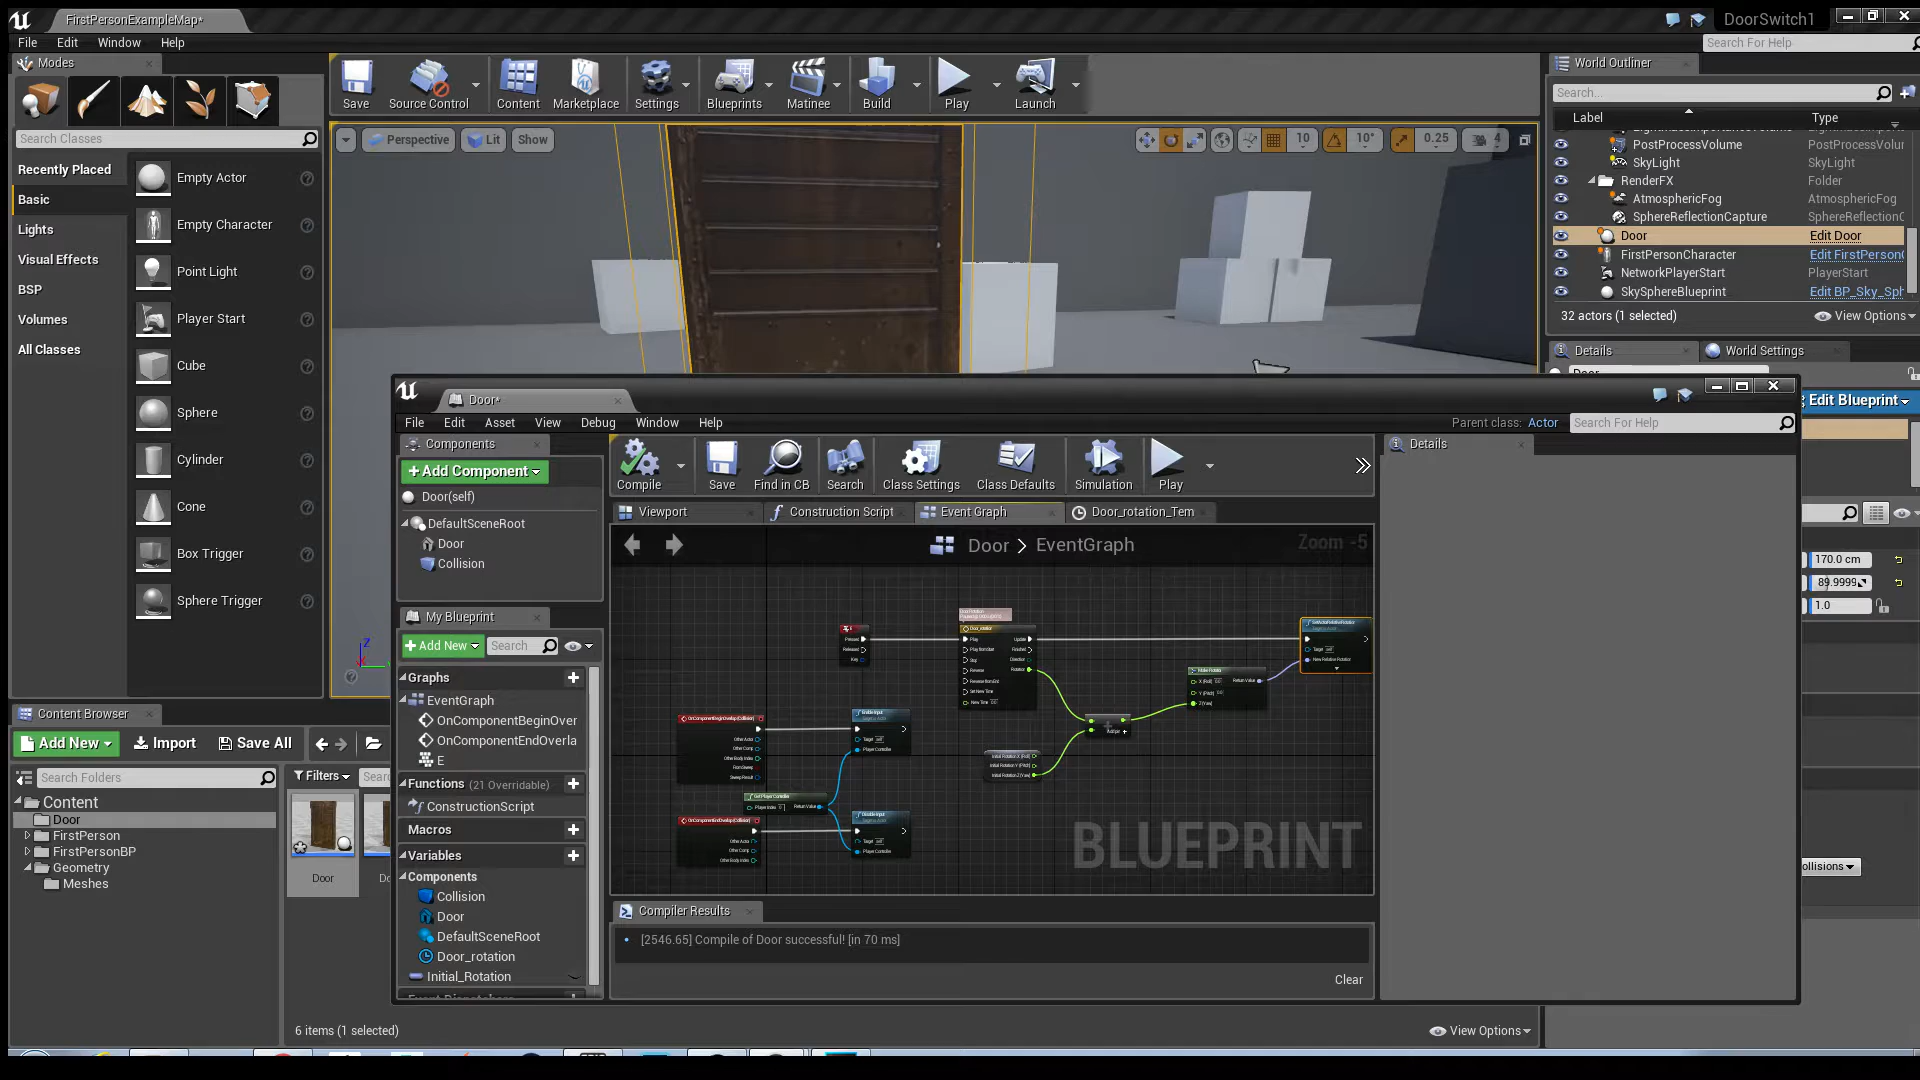 FirstPersonExampleMap*
DoorSwitch1
File Edit Window Help
Search For Help
Modes
Search Classes
Recently Placed
Basic
Lights
Visual Effects
BSP
Volumes
All Classes
Empty Actor
Empty Character
Point Light
Player Start
Cube
Sphere
Cylinder
Cone
Box Trigger
Sphere Trigger
Save
Source Control
Content
Marketplace
Settings
Blueprints
Matinee
Build
Play
Launch
Perspective
Lit
Show
10
10°
0.25
4
World Outliner
Search...
Label Type
PostProcessVolume PostProcessVolur
SkyLight SkyLight
RenderFX Folder
AtmosphericFog AtmosphericFog
SphereReflectionCapture SphereReflectionC
Door Edit Door
FirstPersonCharacter Edit FirstPerson(
NetworkPlayerStart PlayerStart
SkySphereBlueprint Edit BP_Sky_Sph
32 actors (1 selected)
View Options
Details
World Settings
Edit Blueprint
170.0 cm
89.9999
1.0
ollisions
Door*
File Edit Asset View Window Debug Help
Parent class: Actor
Search For Help
Components
Add Component
Door(self)
DefaultSceneRoot
Door
Collision
My Blueprint
Add New
Search
Graphs
EventGraph
OnComponentBeginOver
OnComponentEndOverla
E
Functions (21 Overridable)
ConstructionScript
Macros
Variables
Components
Collision
Door
DefaultSceneRoot
Door_rotation
Initial_Rotation
Compile
Save
Find in CB
Search
Class Settings
Class Defaults
Simulation
Play
Viewport
Construction Script
Event Graph
Door_rotation_Tem
Door > EventGraph
Zoom -5
BLUEPRINT
Compiler Results
[2546.65] Compile of Door successful! [in 70 ms]
Clear
Details
Content Browser
Add New
Import
Save All
Search Folders
Content
Door
FirstPerson
FirstPersonBP
Geometry
Meshes
Filters
Door
6 items (1 selected)
View Options